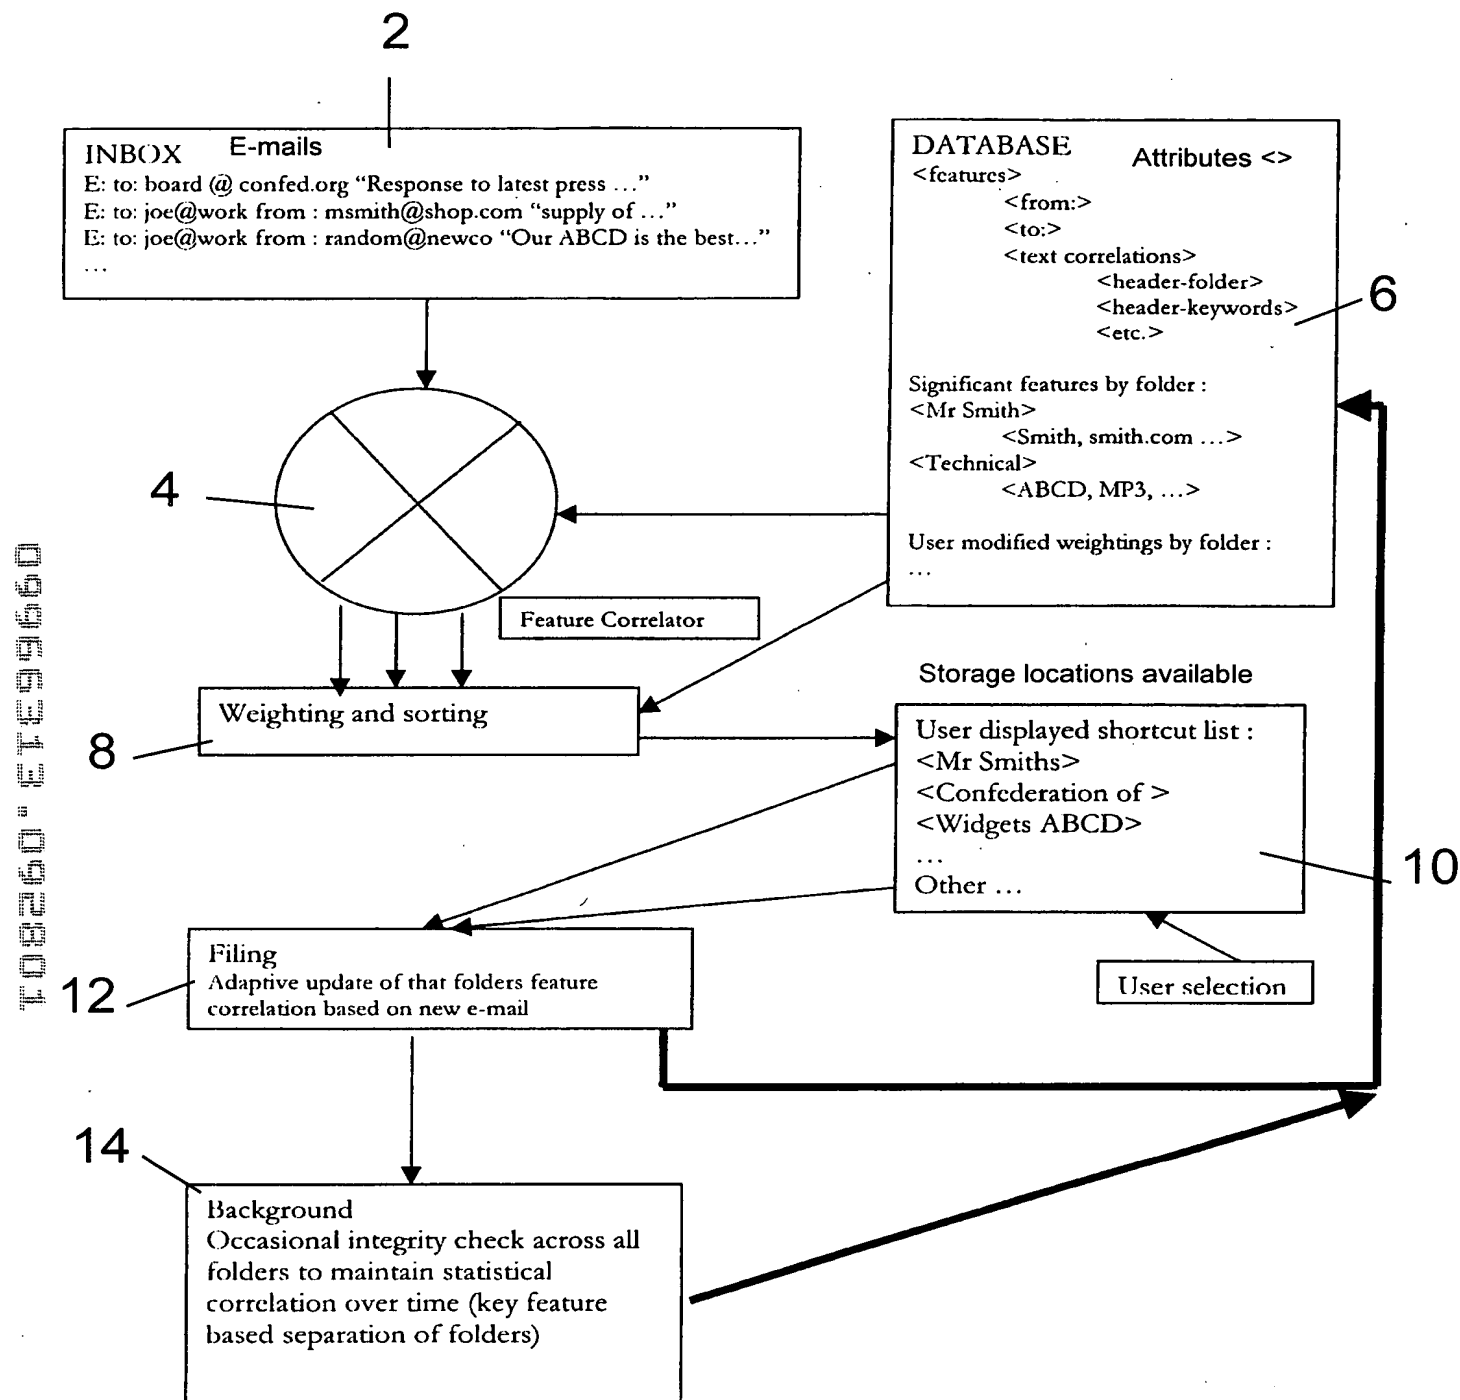 2
INBOX E-mails
E: to: board @ confed.org “Response to latest press …”
E: to: joe@work from : msmith@shop.com “supply of …”
E: to: joe@work from : random@newco “Our ABCD is the best…”
…
DATABASE Attributes <>
<features>
<from:>
<to:>
<text correlations>
<header-folder>
<header-keywords>
<etc.>
6
Significant features by folder :
<Mr Smith>
<Smith, smith.com …>
<Technical>
<ABCD, MP3, …>
User modified weightings by folder :
…
4
Feature Correlator
Weighting and sorting
8
Storage locations available
User displayed shortcut list :
<Mr Smiths>
<Confederation of >
<Widgets ABCD>
…
Other …
10
User selection
Filing
Adaptive update of that folders feature
correlation based on new e-mail
12
14
Background
Occasional integrity check across all
folders to maintain statistical
correlation over time (key feature
based separation of folders)
09966313.092801